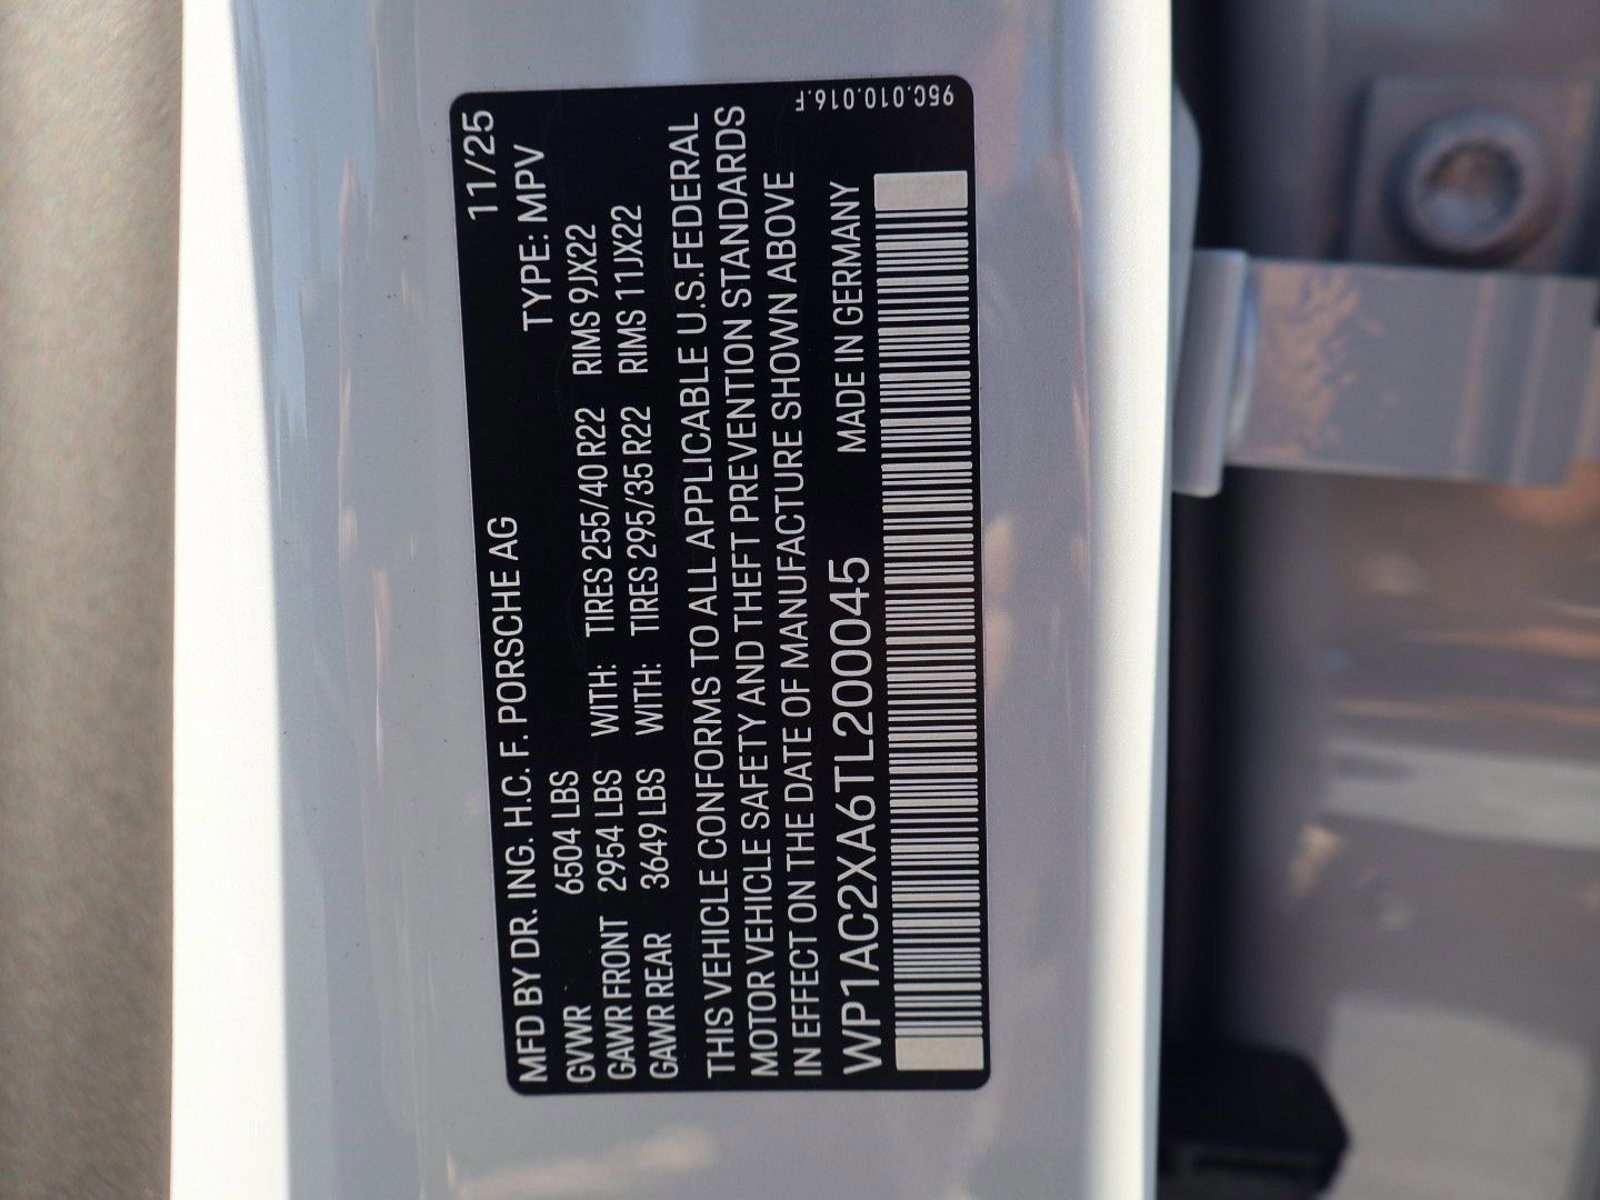 MFD BY DR. ING. H.C. F. PORSCHE AG 11/25
GVWR 6504 LBS TYPE: MPV
GAWR FRONT 2954 LBS WITH: TIRES 255/40 R22 RIMS 9JX22
GAWR REAR 3649 LBS WITH: TIRES 295/35 R22 RIMS 11JX22
THIS VEHICLE CONFORMS TO ALL APPLICABLE U.S.FEDERAL
MOTOR VEHICLE SAFETY AND THEFT PREVENTION STANDARDS
IN EFFECT ON THE DATE OF MANUFACTURE SHOWN ABOVE
WP1AC2XA6TL200045 MADE IN GERMANY
95C.010.016.F